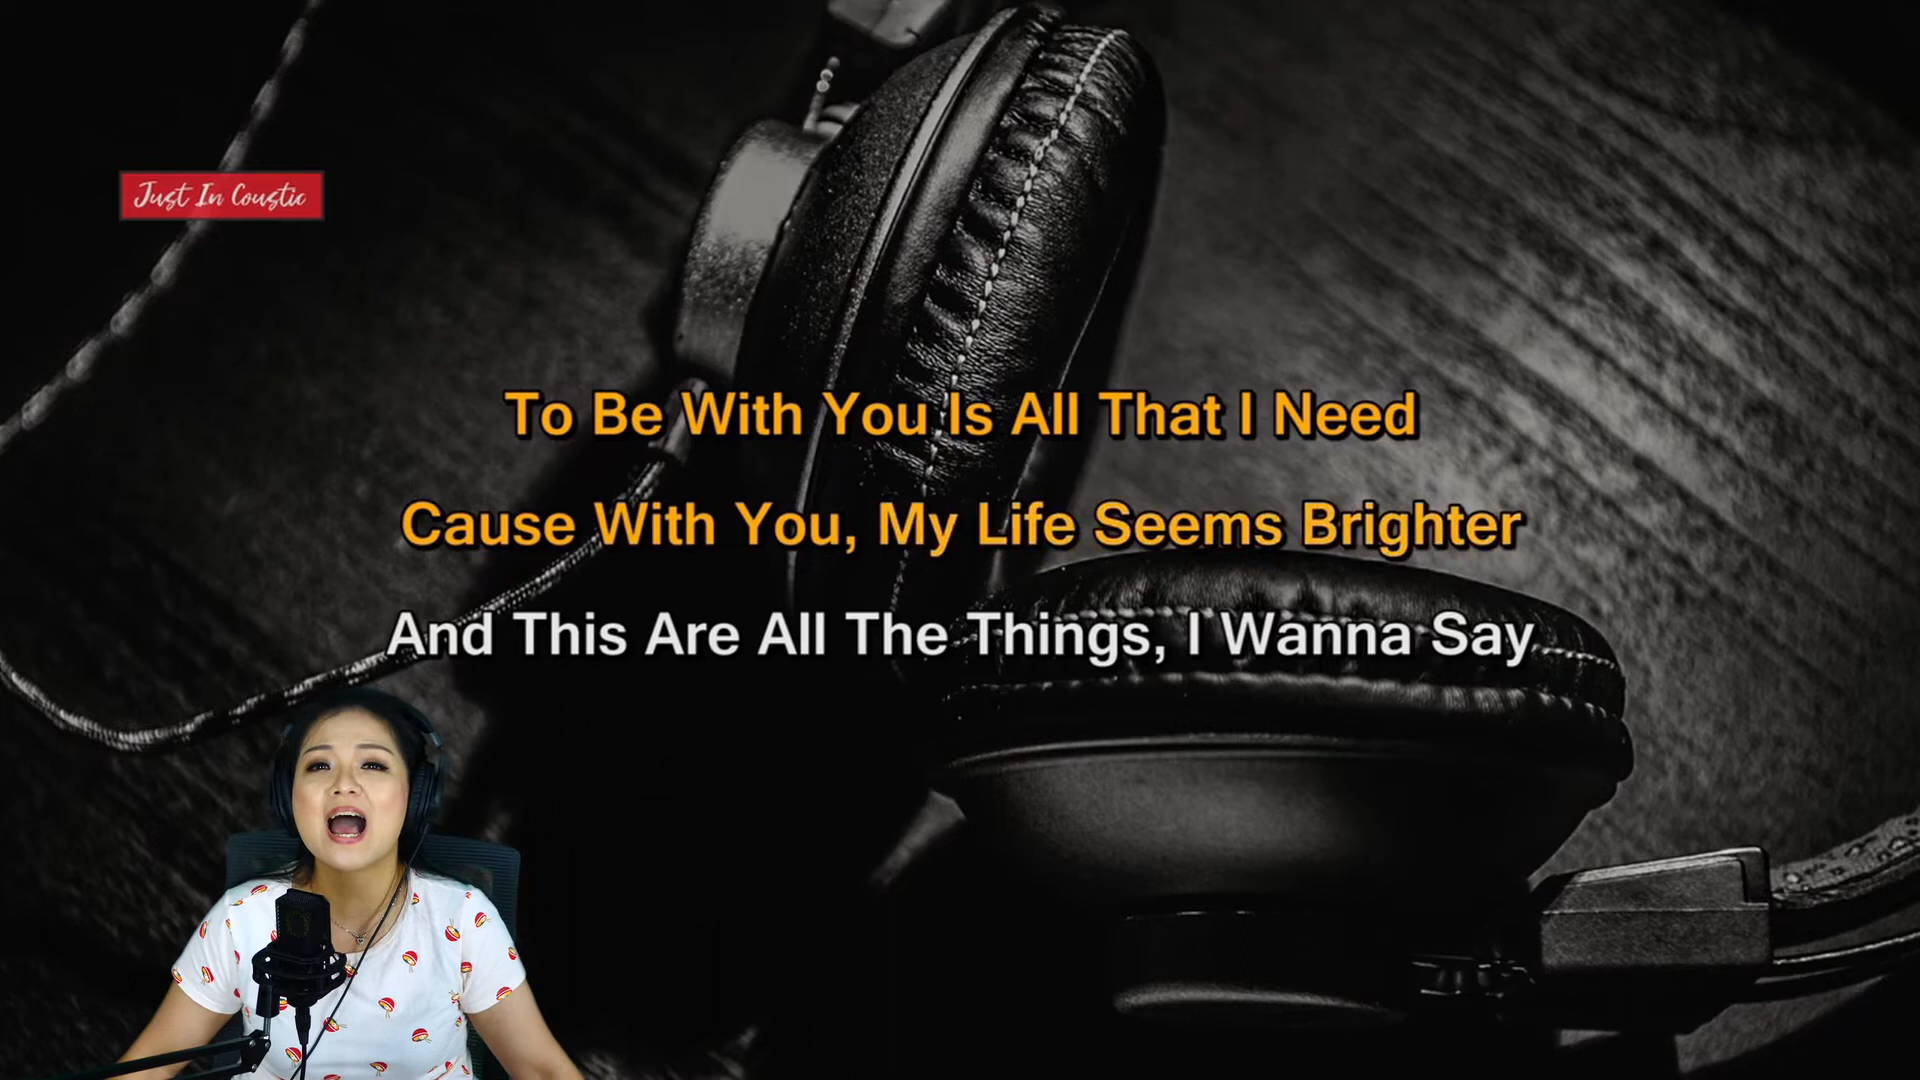 Just In Coustic
To Be With You Is All That I Need
Cause With You, My Life Seems Brighter
And This Are All The Things, I Wanna Say